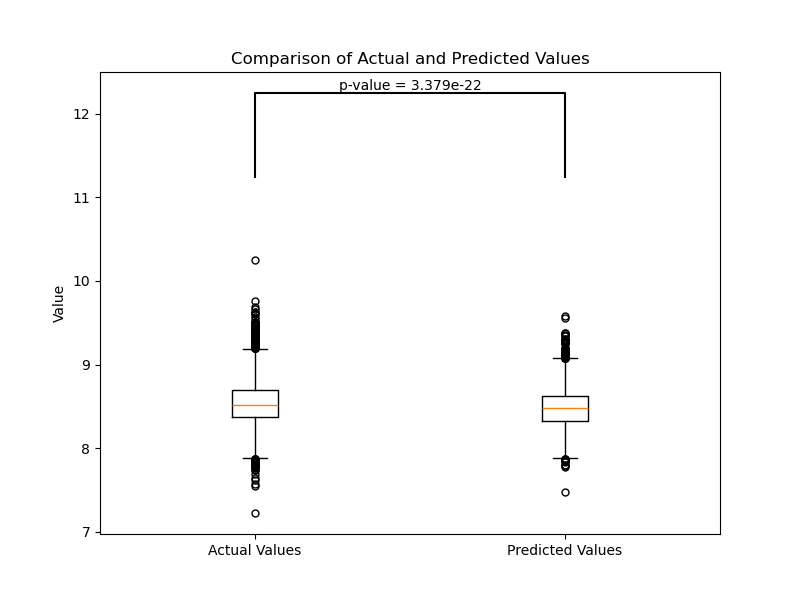 Comparison of Actual and Predicted Values
p-value = 3.379e-22
12
11
10
9
8
7
Value
Actual Values
Predicted Values